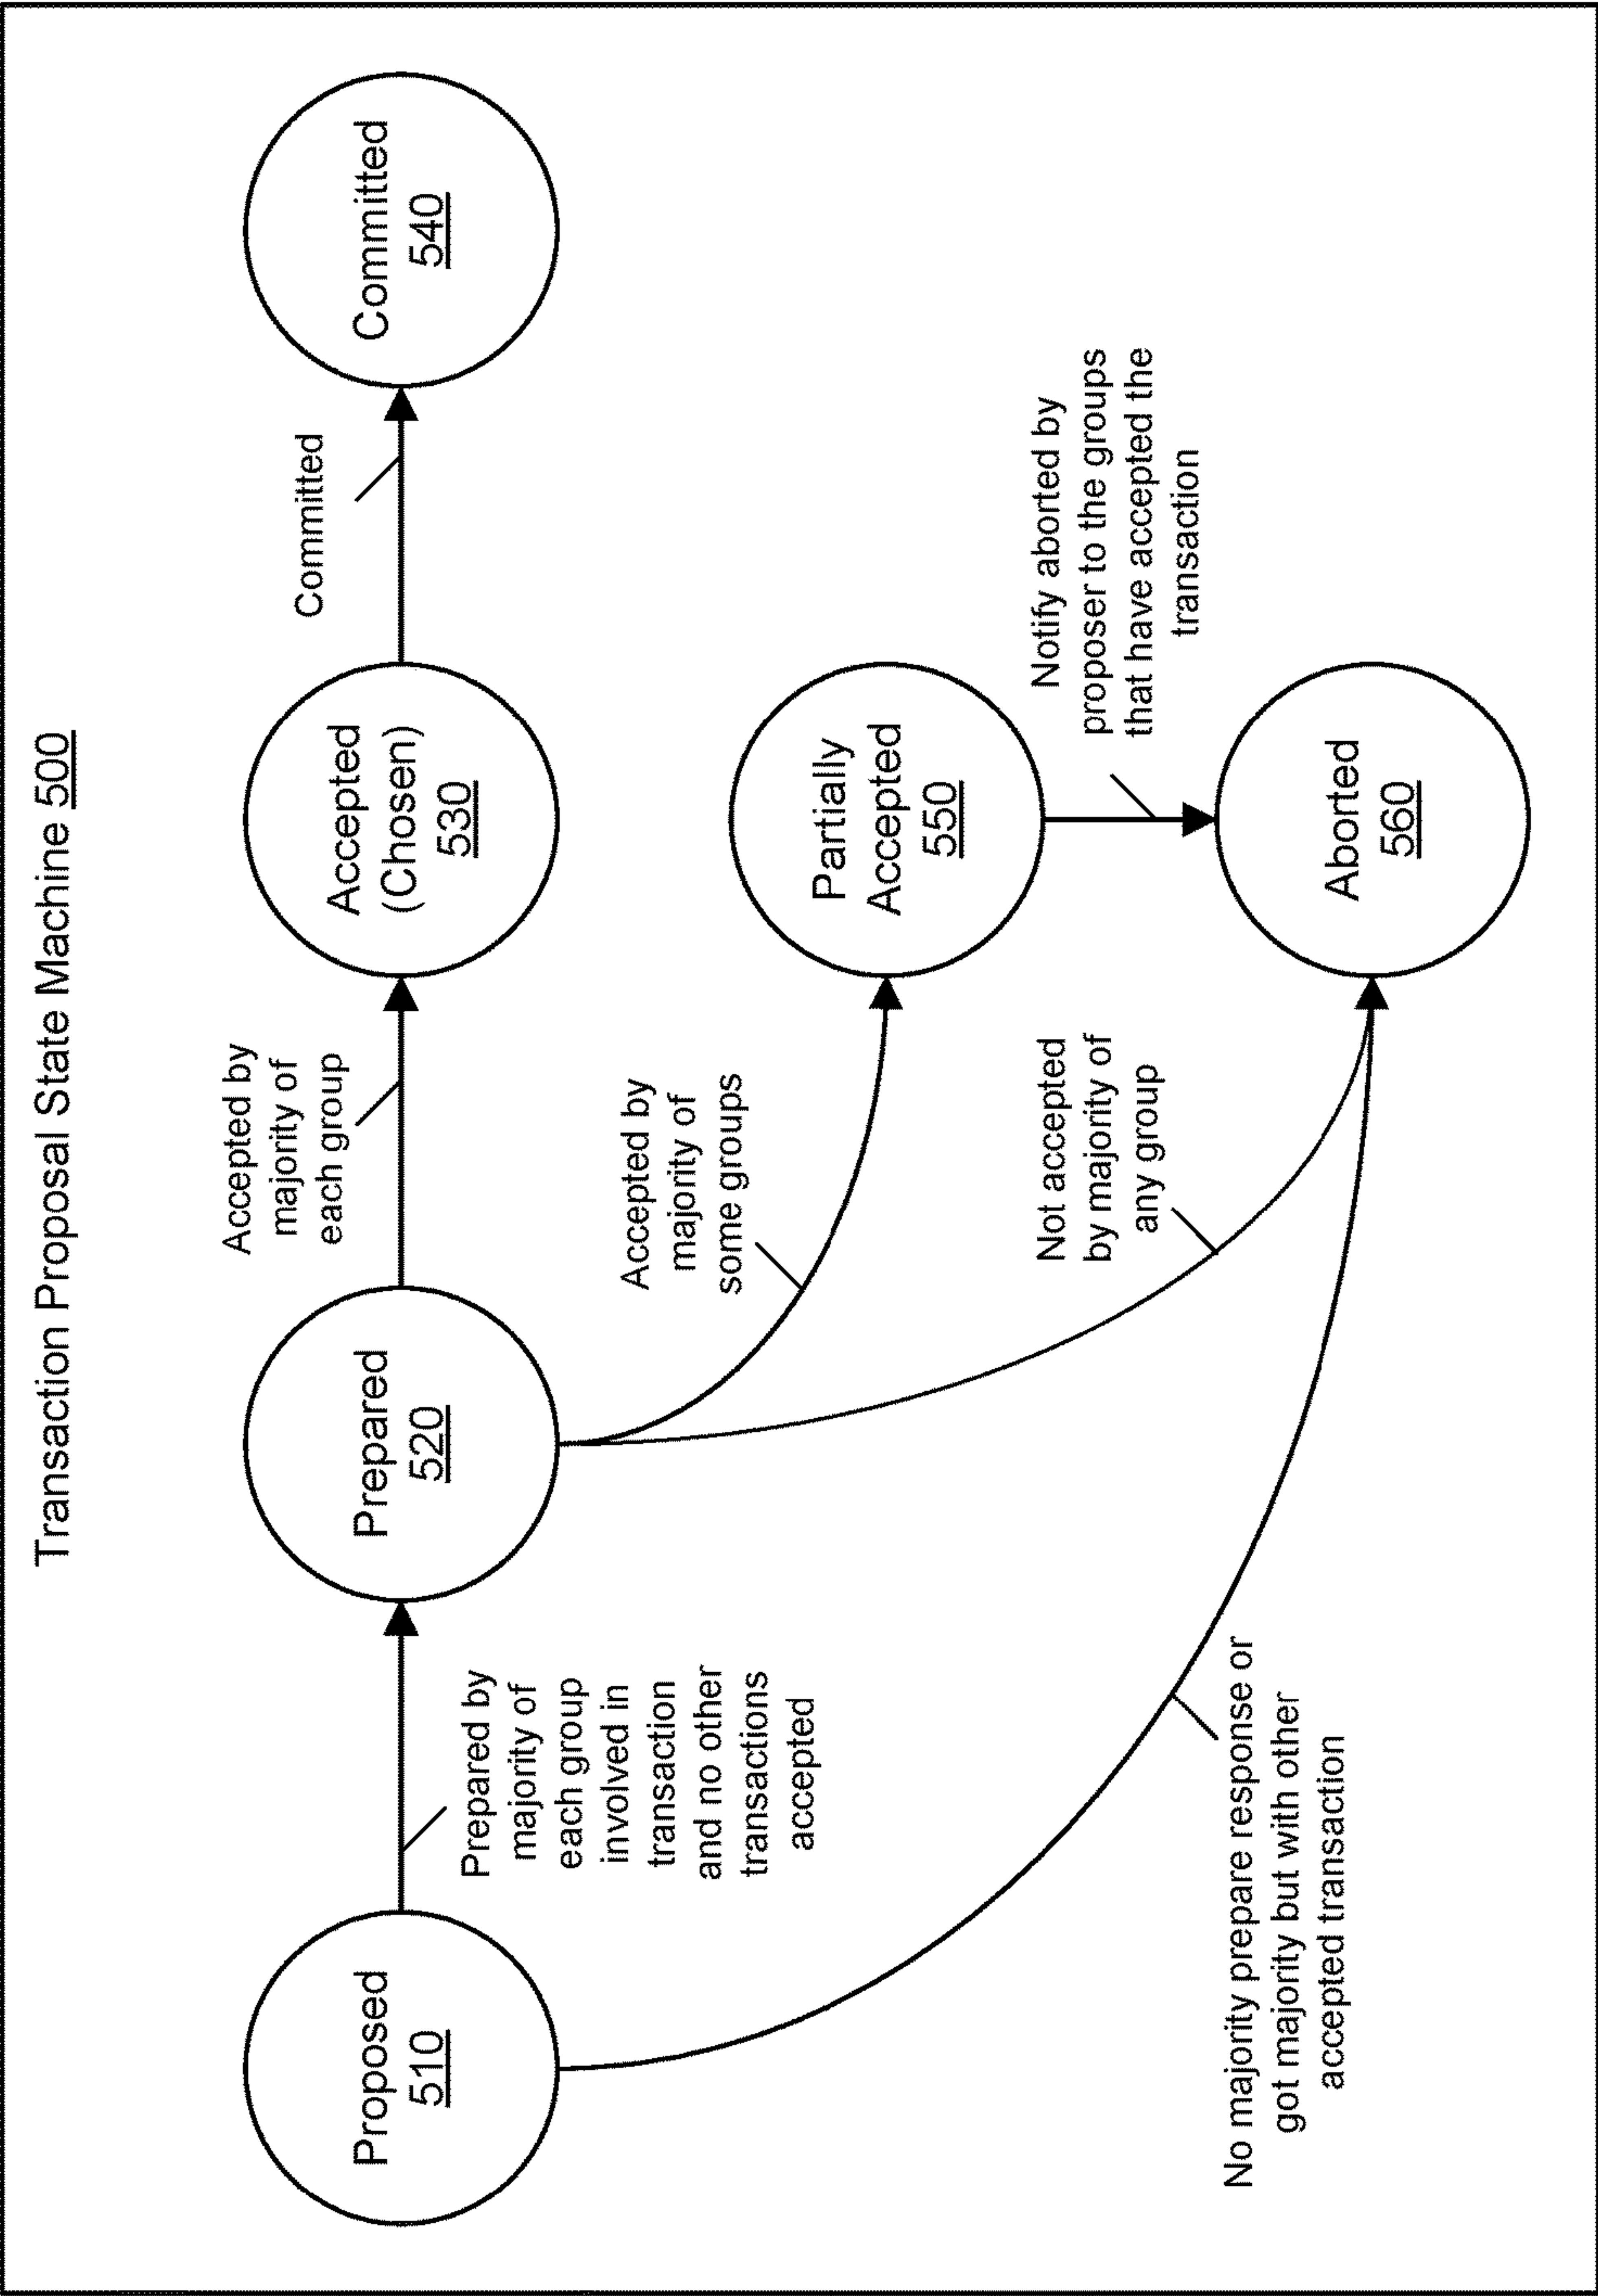 Transaction Proposal State Machine 500
Proposed
510
Prepared by
majority of
each group
involved in
transaction
and no other
transactions
accepted
Prepared
520
Accepted by
majority of
each group
Accepted
(Chosen)
530
Committed
Committed
540
Accepted by
majority of
some groups
Partially
Accepted
550
Notify aborted by
proposer to the groups
that have accepted the
transaction
Not accepted
by majority of
any group
Aborted
560
No majority prepare response or
got majority but with other
accepted transaction